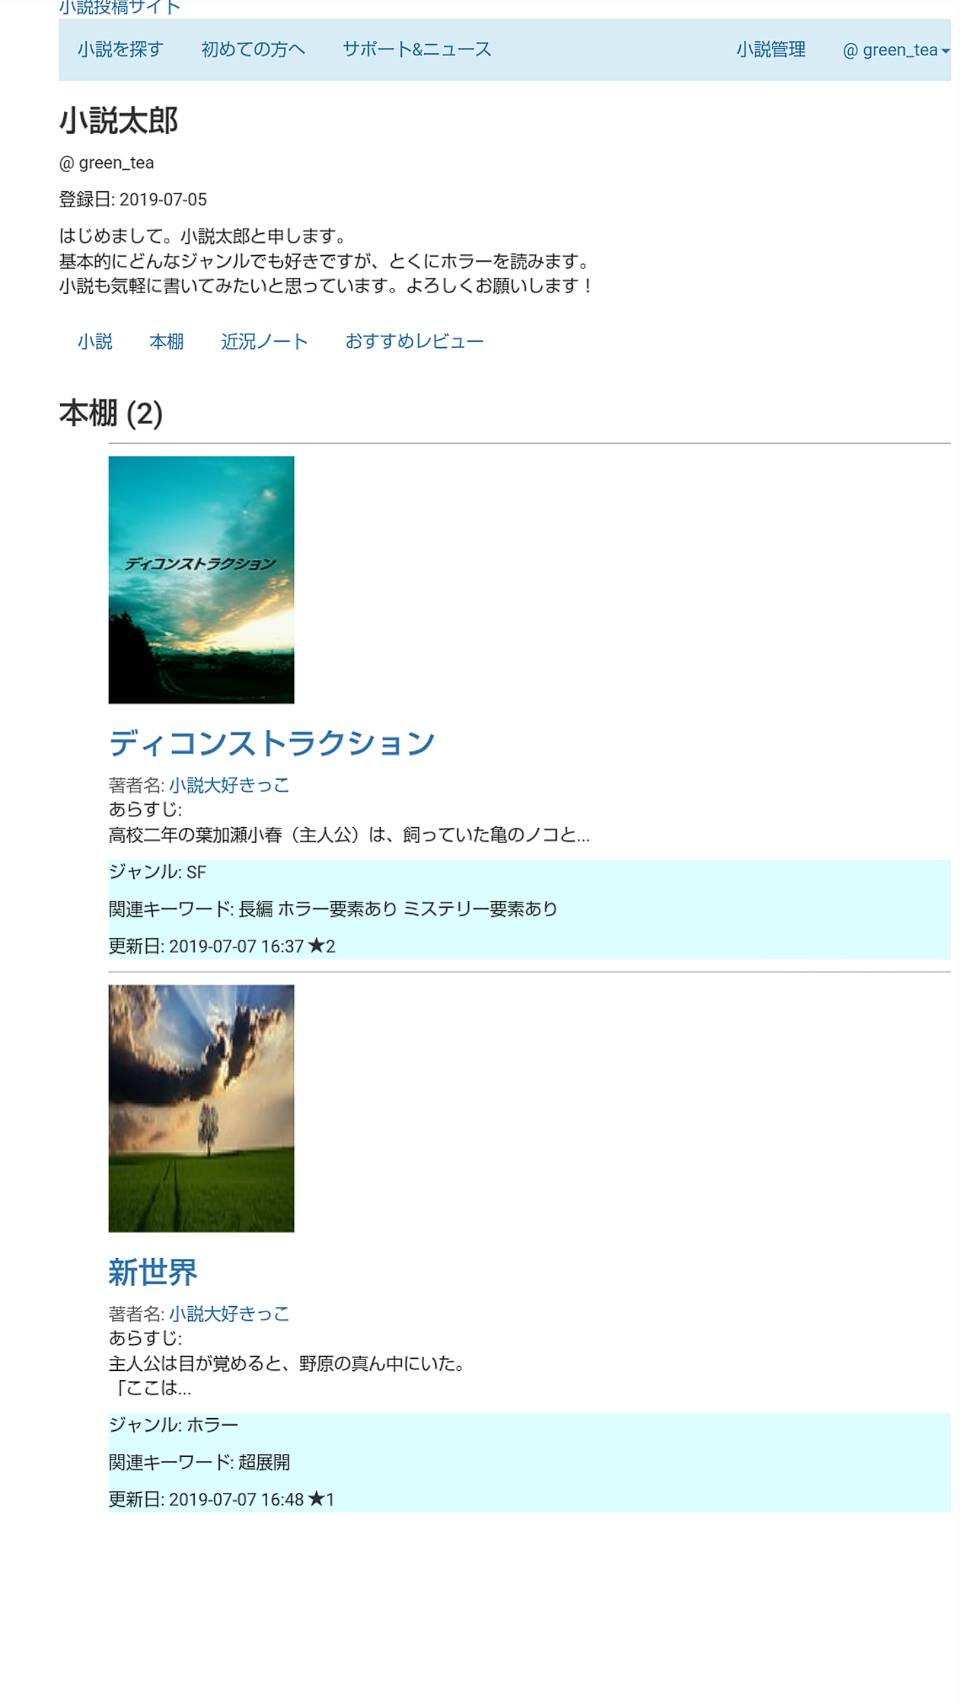 小説投稿サイト
小説を探す 初めての方へ サポート&ニュース 小説管理 @ green_tea
小説太郎
@ green_tea
登録日: 2019-07-05
はじめまして。小説太郎と申します。
基本的にどんなジャンルでも好きですが、とくにホラーを読みます。
小説も気軽に書いてみたいと思っています。よろしくお願いします！
小説 本棚 近況ノート おすすめレビュー
本棚 (2)
ディコンストラクション
ディコンストラクション
著者名: 小説大好きっこ
あらすじ:
高校二年の葉加瀬小春（主人公）は、飼っていた亀のノコと...
ジャンル: SF
関連キーワード: 長編 ホラー要素あり ミステリー要素あり
更新日: 2019-07-07 16:37 ★2
新世界
著者名: 小説大好きっこ
あらすじ:
主人公は目が覚めると、野原の真ん中にいた。
「ここは...
ジャンル: ホラー
関連キーワード: 超展開
更新日: 2019-07-07 16:48 ★1